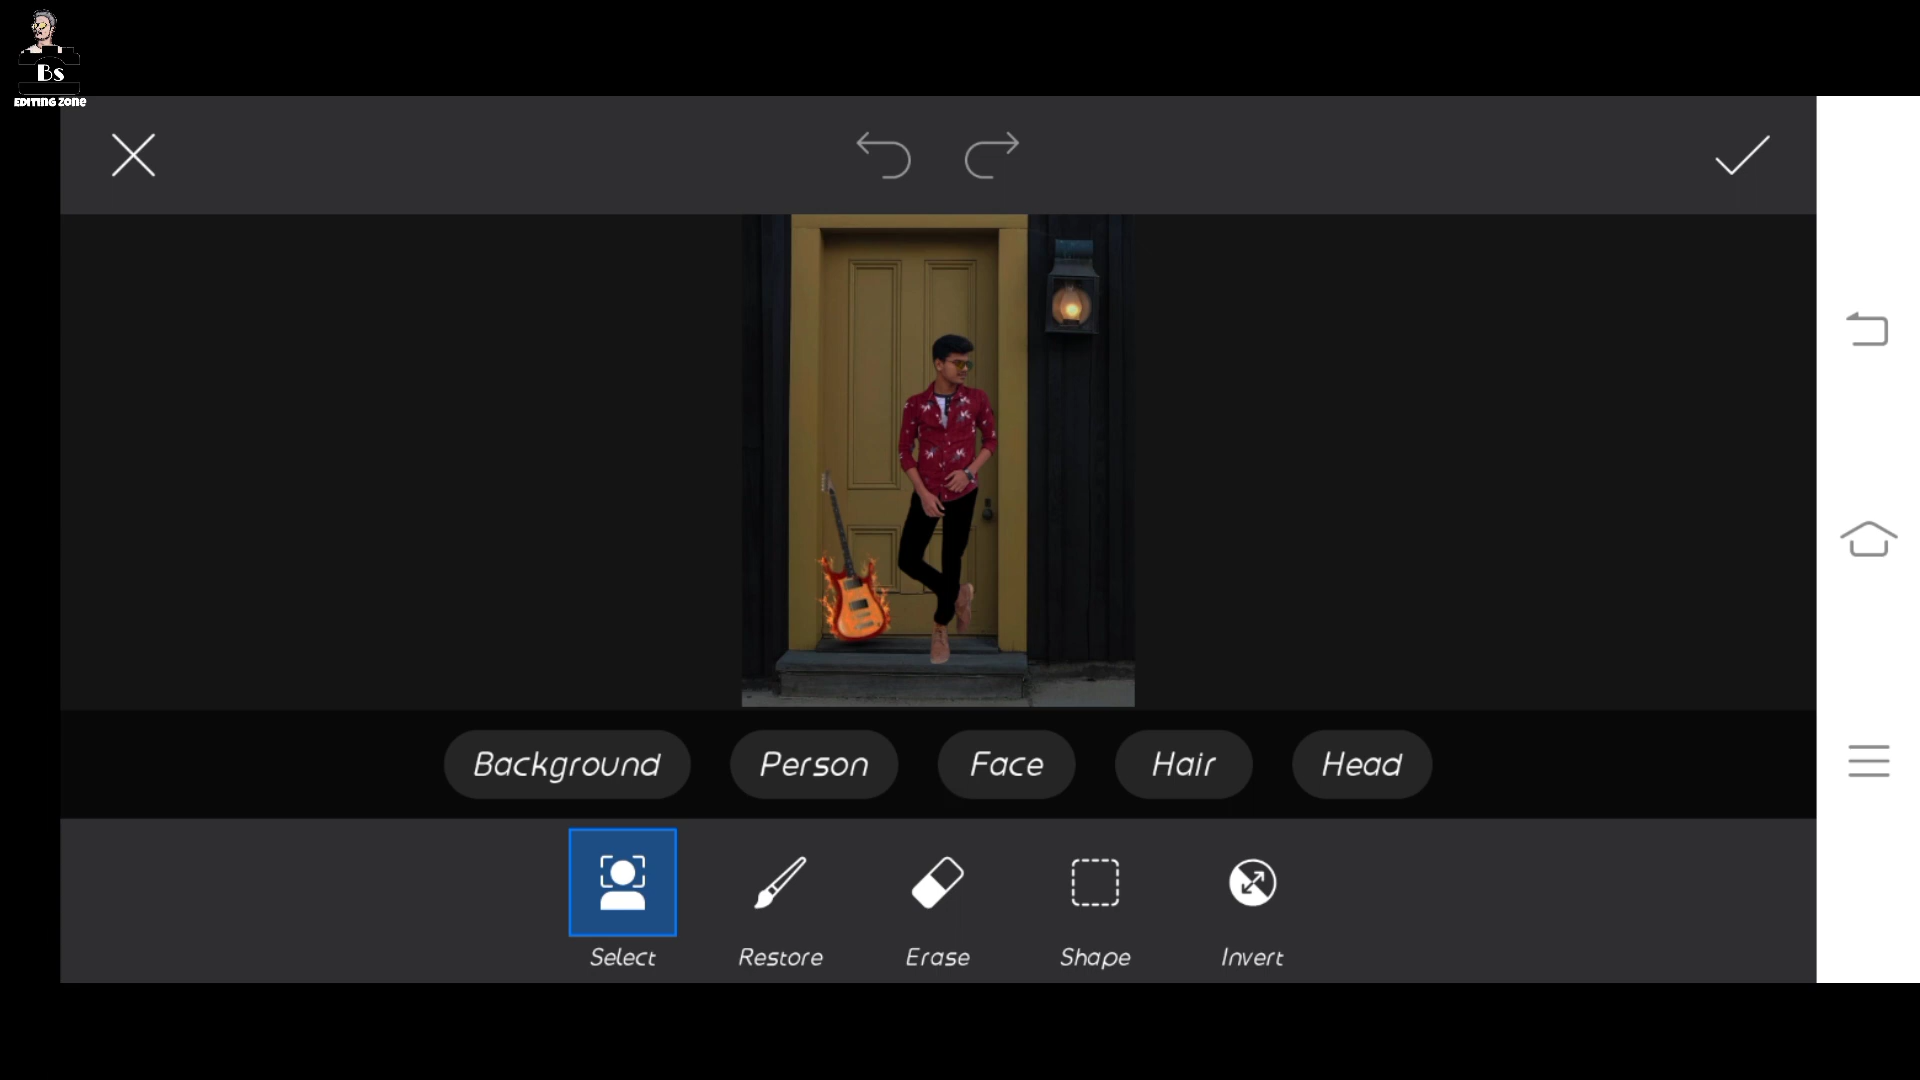 Bs
EDITING ZONE
Background
Person
Face
Hair
Head
Select
Restore
Erase
Shape
Invert